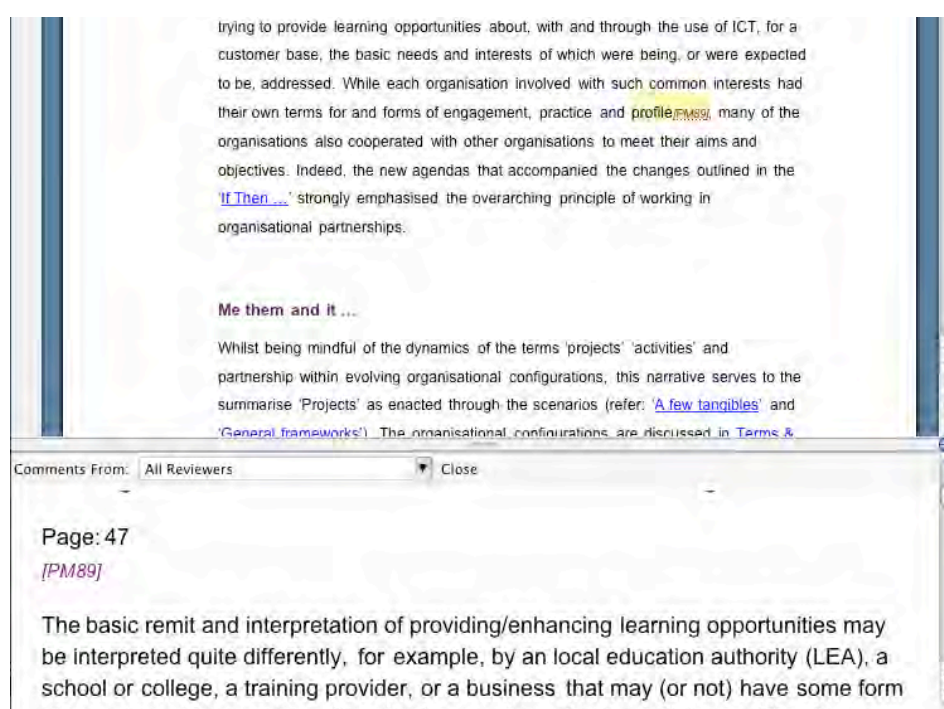 trying to provide learning opportunities about, with and through the use of ICT, for a
customer base, the basic needs and interests of which were being, or were expected
to be, addressed. While each organisation involved with such common interests had
their own terms for and forms of engagement, practice and profile[PM89], many of the
organisations also cooperated with other organisations to meet their aims and
objectives. Indeed, the new agendas that accompanied the changes outlined in the
'If Then ...' strongly emphasised the overarching principle of working in
organisational partnerships.
Me them and it ...
Whilst being mindful of the dynamics of the terms 'projects' 'activities' and
partnership within evolving organisational configurations, this narrative serves to the
summarise 'Projects' as enacted through the scenarios (refer: 'A few tangibles' and
'General frameworks'). The organisational configurations are discussed in Terms &
Comments From: All Reviewers Close
Page: 47
[PM89]
The basic remit and interpretation of providing/enhancing learning opportunities may
be interpreted quite differently, for example, by an local education authority (LEA), a
school or college, a training provider, or a business that may (or not) have some form